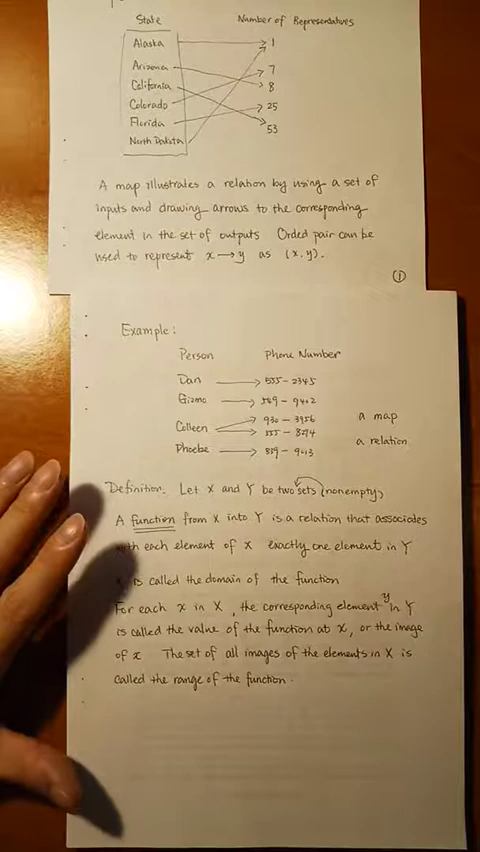 State Number of Representatives
Alaska 1
Arizona 7
California 8
Colorado 25
Florida 53
North Dakota
A map illustrates a relation by using a set of
inputs and drawing arrows to the corresponding
element in the set of outputs Orded pair can be
used to represent x → y as (x, y).
①
Example:
Person Phone Number
Dan → 555-2345
Gizmo → 549-9402
Colleen → 930-3956 a map
→ 555-8294 a relation
Phoebe → 839-9013
Definition: Let X and Y be two sets (nonempty)
A function from X into Y is a relation that associates
with each element of X exactly one element in Y
is called the domain of the function
For each x in X, the corresponding element y in Y
is called the value of the function at x, or the image
of x The set of all images of the elements in X is
called the range of the function.